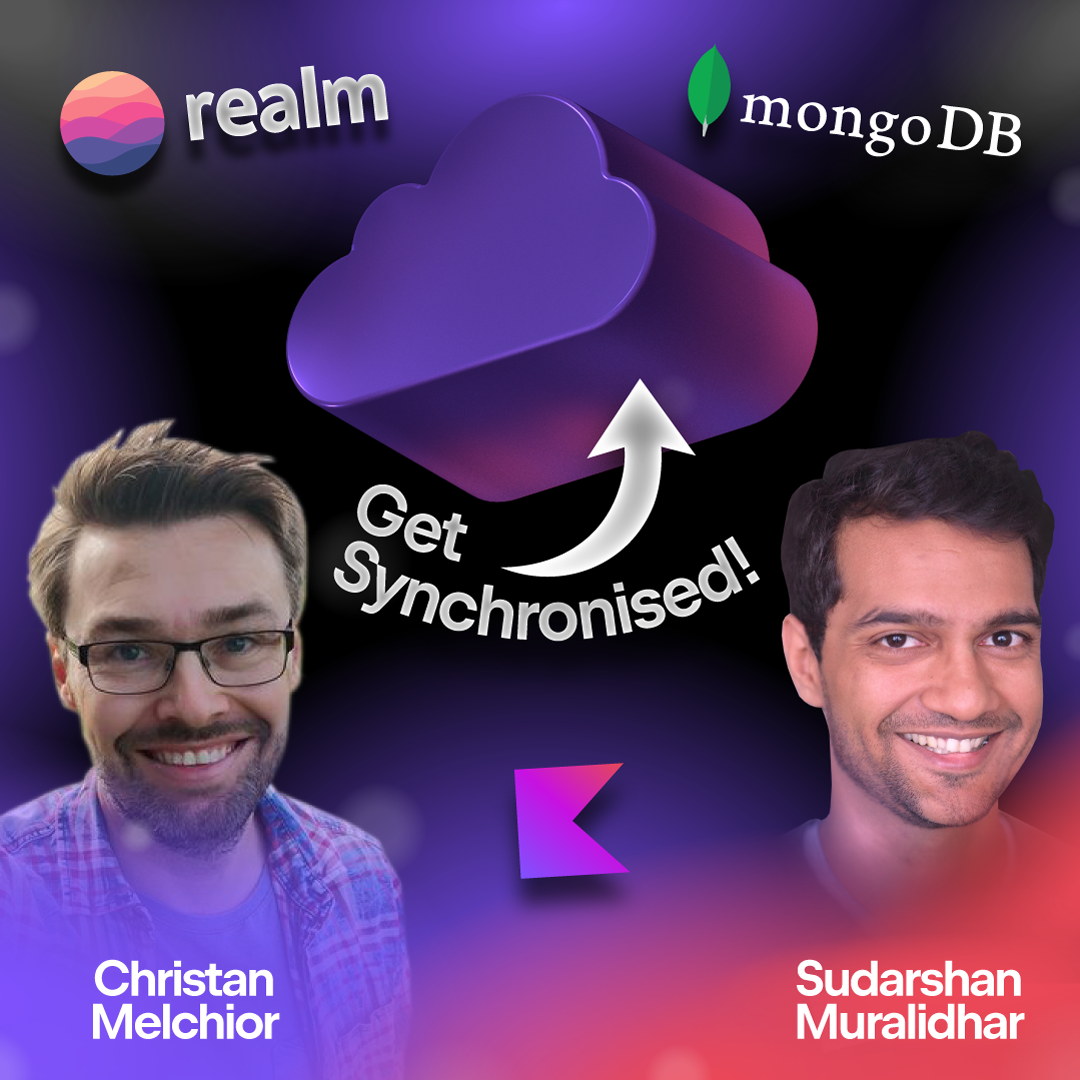 realm
mongoDB
Get
Synchronised!
Christan
Melchior
Sudarshan
Muralidhar